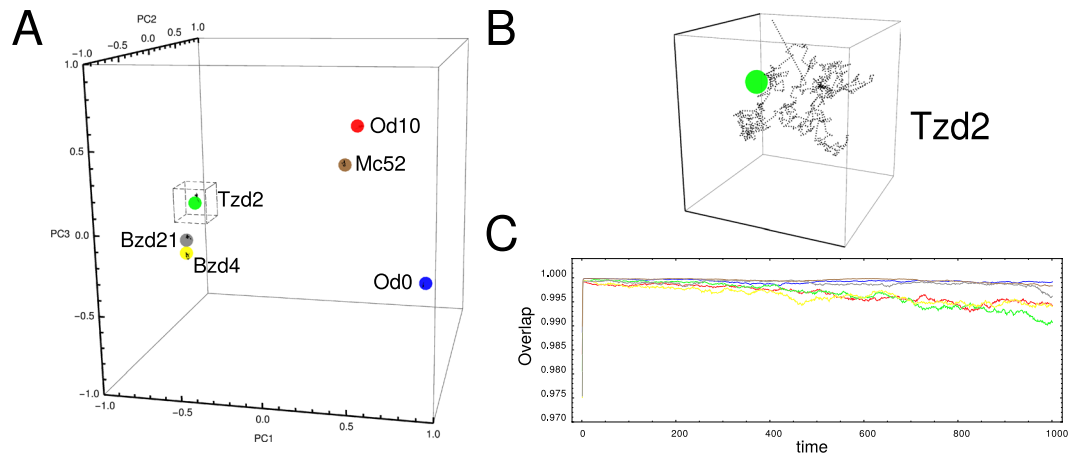 A
PC2
−1.0 −0.5 0.0 0.5 1.0
1.0
0.5
PC3 0.0
−0.5
−1.0
Od10
Mc52
Tzd2
Bzd21
Bzd4
Od0
−1.0 −0.5 0.0 0.5 1.0
PC1
B
Tzd2
C
Overlap
1.000
0.995
0.990
0.985
0.980
0.975
0.970
0 200 400 600 800 1000
time